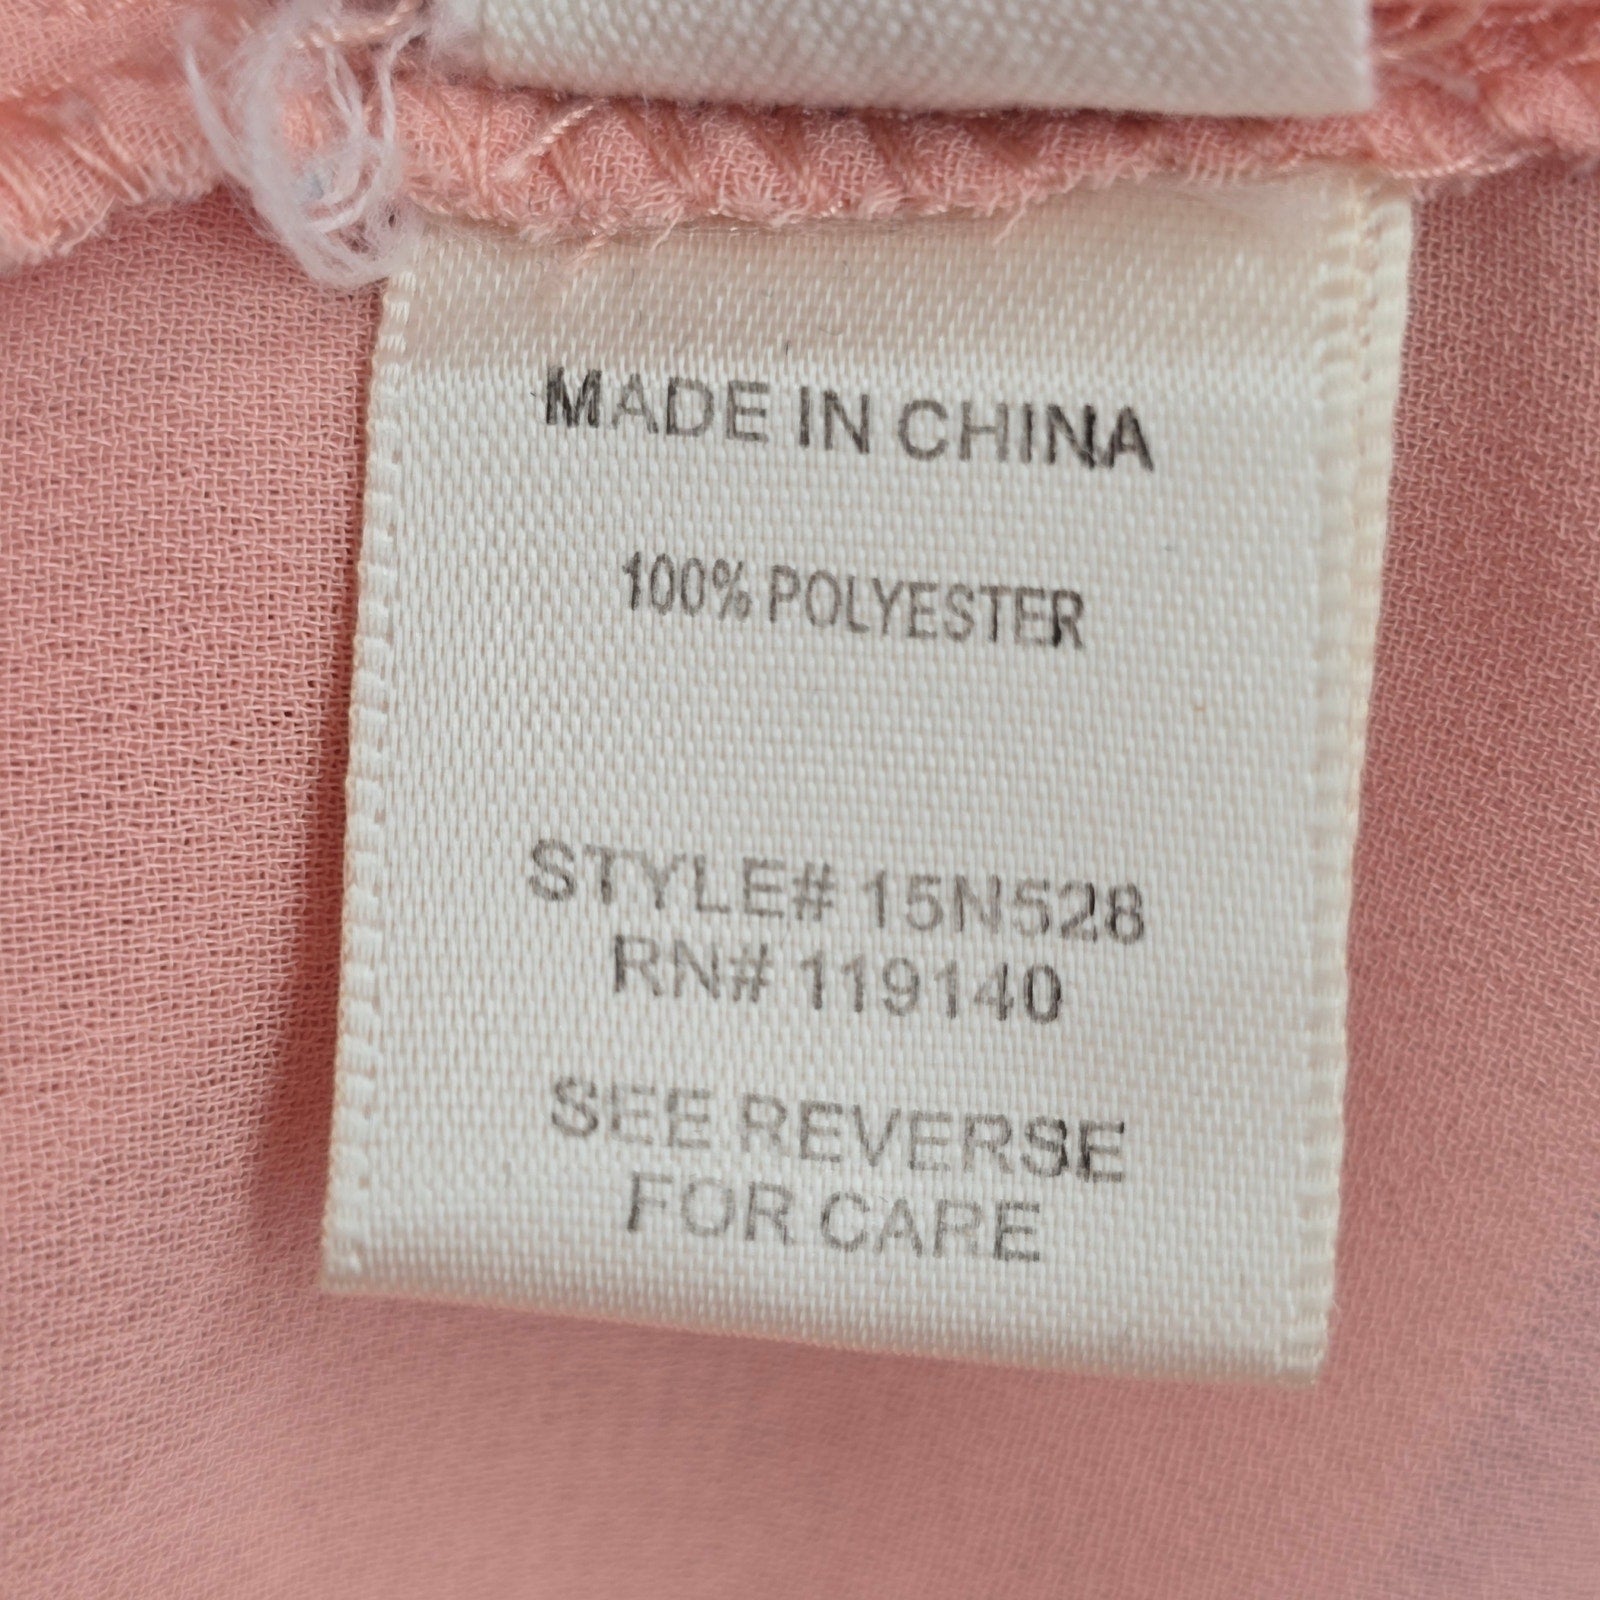 MADE IN CHINA
100% POLYESTER
STYLE# 15N528
RN# 119140
SEE REVERSE
FOR CARE